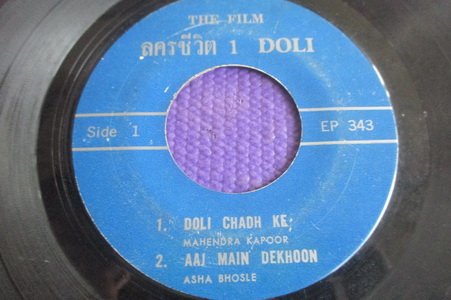 THE FILM
ละครชีวิต 1 DOLI
Side 1
EP 343
1. DOLI CHADH KE
MAHENDRA KAPOOR
2. AAJ MAIN DEKHOON
ASHA BHOSLE